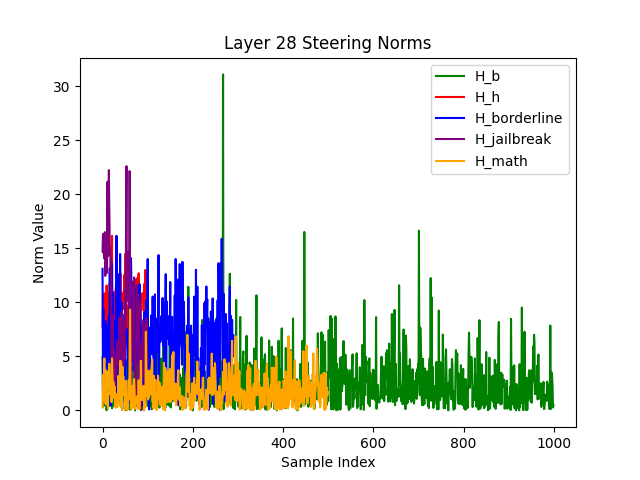 Layer 28 Steering Norms
H_b
H_h
H_borderline
H_jailbreak
H_math
Norm Value
30
25
20
15
10
5
0
0 200 400 600 800 1000
Sample Index